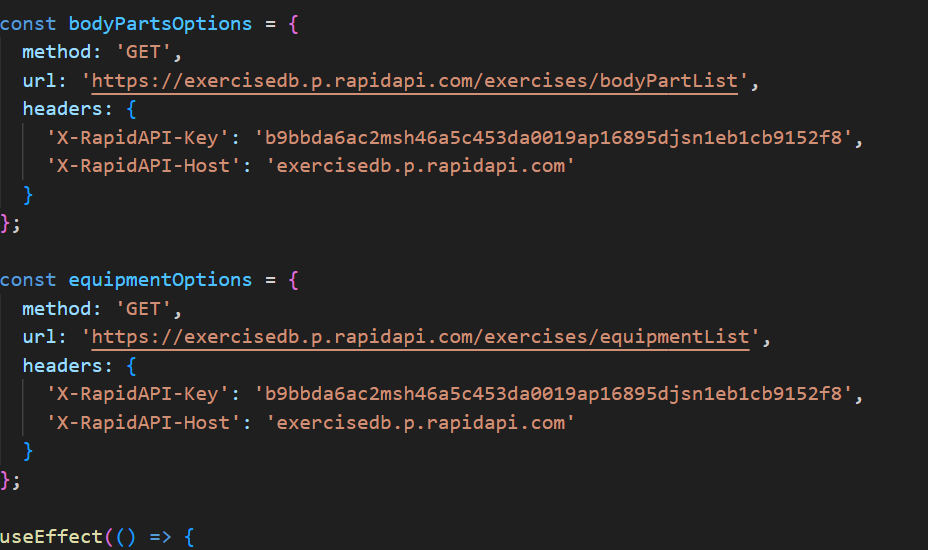 const bodyPartsOptions = {
  method: 'GET',
  url: 'https://exercisedb.p.rapidapi.com/exercises/bodyPartList',
  headers: {
    'X-RapidAPI-Key': 'b9bbda6ac2msh46a5c453da0019ap16895djsn1eb1cb9152f8',
    'X-RapidAPI-Host': 'exercisedb.p.rapidapi.com'
  }
};
const equipmentOptions = {
  method: 'GET',
  url: 'https://exercisedb.p.rapidapi.com/exercises/equipmentList',
  headers: {
    'X-RapidAPI-Key': 'b9bbda6ac2msh46a5c453da0019ap16895djsn1eb1cb9152f8',
    'X-RapidAPI-Host': 'exercisedb.p.rapidapi.com'
  }
};
useEffect(() => {